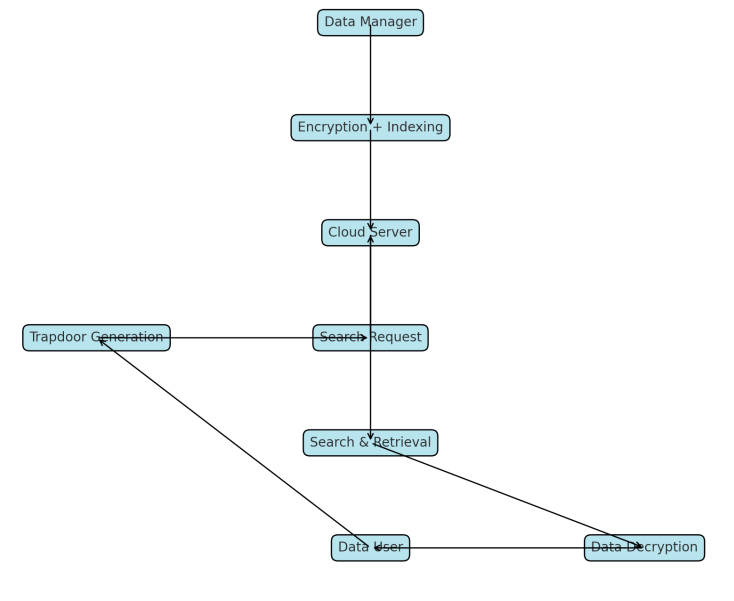 Data Manager
Encryption + Indexing
Cloud Server
Trapdoor Generation
Search Request
Search & Retrieval
Data User
Data Decryption